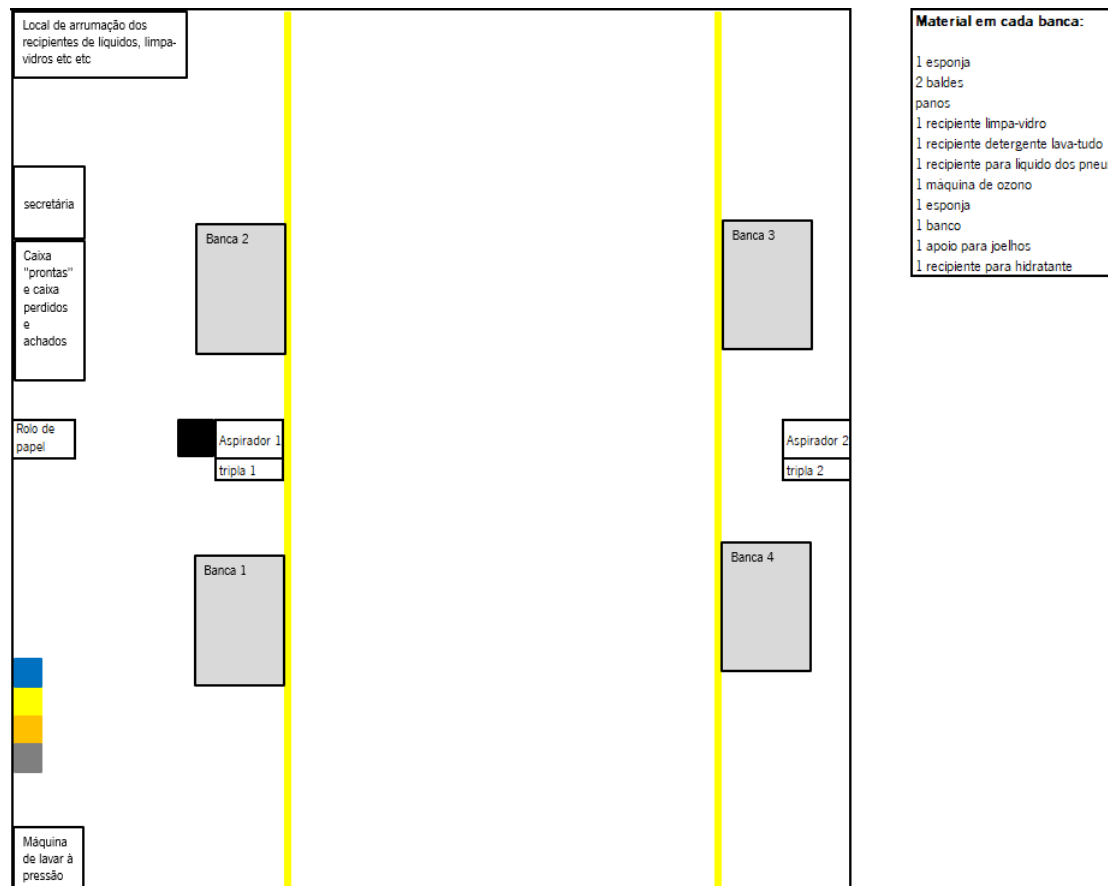 Local de arrumação dos
recipientes de líquidos, limpa-
vidros etc etc
secretária
Caixa
"prontas"
e caixa
perdidos
e
achados
Rolo de
papel
Banca 2
Aspirador 1
tripla 1
Banca 1
Máquina
de lavar à
pressão
Banca 3
Aspirador 2
tripla 2
Banca 4
Material em cada banca:
1 esponja
2 baldes
panos
1 recipiente limpa-vidro
1 recipiente detergente lava-tudo
1 recipiente para liquido dos pneu
1 máquina de ozono
1 esponja
1 banco
1 apoio para joelhos
1 recipiente para hidratante